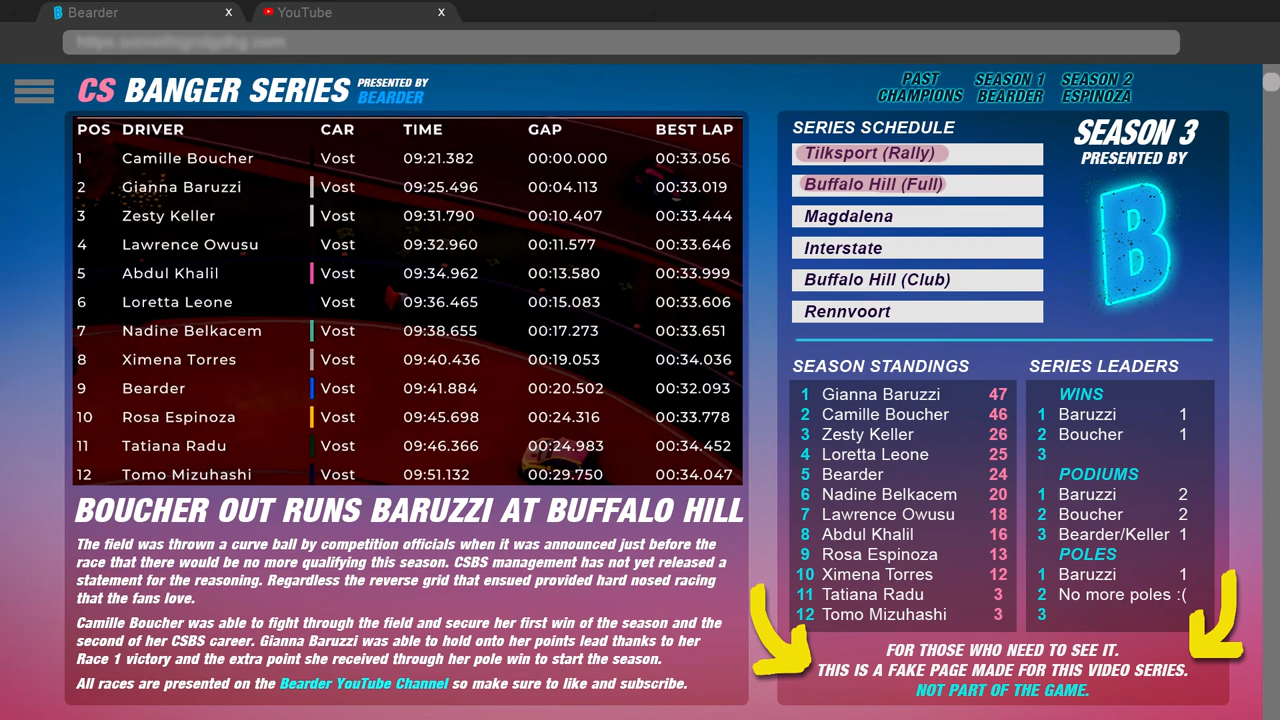 Bearder x
YouTube x
CS BANGER SERIES PRESENTED BY BEARDER
PAST CHAMPIONS
SEASON 1 BEARDER
SEASON 2 ESPINOZA
POS DRIVER CAR TIME GAP BEST LAP
1 Camille Boucher Vost 09:21.382 00:00.000 00:33.056
2 Gianna Baruzzi Vost 09:25.496 00:04.113 00:33.019
3 Zesty Keller Vost 09:31.790 00:10.407 00:33.444
4 Lawrence Owusu Vost 09:32.960 00:11.577 00:33.646
5 Abdul Khalil Vost 09:34.962 00:13.580 00:33.999
6 Loretta Leone Vost 09:36.465 00:15.083 00:33.606
7 Nadine Belkacem Vost 09:38.655 00:17.273 00:33.651
8 Ximena Torres Vost 09:40.436 00:19.053 00:34.036
9 Bearder Vost 09:41.884 00:20.502 00:32.093
10 Rosa Espinoza Vost 09:45.698 00:24.316 00:33.778
11 Tatiana Radu Vost 09:46.366 00:24.983 00:34.452
12 Tomo Mizuhashi Vost 09:51.132 00:29.750 00:34.047
BOUCHER OUT RUNS BARUZZI AT BUFFALO HILL
The field was thrown a curve ball by competition officials when it was announced just before the
race that there would be no more qualifying this season. CSBS management has not yet released a
statement for the reasoning. Regardless the reverse grid that ensued provided hard nosed racing
that the fans love.
Camille Boucher was able to fight through the field and secure her first win of the season and the
second of her CSBS career. Gianna Baruzzi was able to hold onto her points lead thanks to her
Race 1 victory and the extra point she received through her pole win to start the season.
All races are presented on the Bearder YouTube Channel so make sure to like and subscribe.
SERIES SCHEDULE
Tilksport (Rally)
Buffalo Hill (Full)
Magdalena
Interstate
Buffalo Hill (Club)
Rennvoort
SEASON 3
PRESENTED BY
B
SEASON STANDINGS
1 Gianna Baruzzi 47
2 Camille Boucher 46
3 Zesty Keller 26
4 Loretta Leone 25
5 Bearder 24
6 Nadine Belkacem 20
7 Lawrence Owusu 18
8 Abdul Khalil 16
9 Rosa Espinoza 13
10 Ximena Torres 12
11 Tatiana Radu 3
12 Tomo Mizuhashi 3
SERIES LEADERS
WINS
1 Baruzzi 1
2 Boucher 1
3
PODIUMS
1 Baruzzi 2
2 Boucher 2
3 Bearder/Keller 1
POLES
1 Baruzzi 1
2 No more poles :(
3
FOR THOSE WHO NEED TO SEE IT.
THIS IS A FAKE PAGE MADE FOR THIS VIDEO SERIES.
NOT PART OF THE GAME.